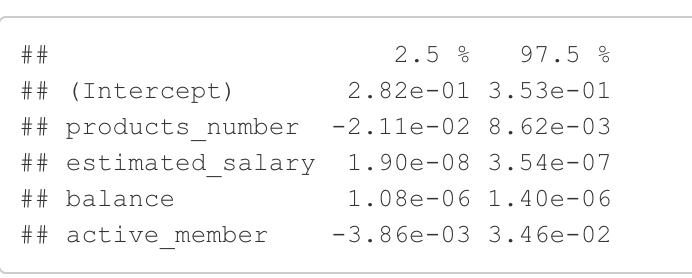 ##                     2.5 %   97.5 %
## (Intercept)       2.82e-01 3.53e-01
## products_number  -2.11e-02 8.62e-03
## estimated_salary  1.90e-08 3.54e-07
## balance           1.08e-06 1.40e-06
## active_member    -3.86e-03 3.46e-02